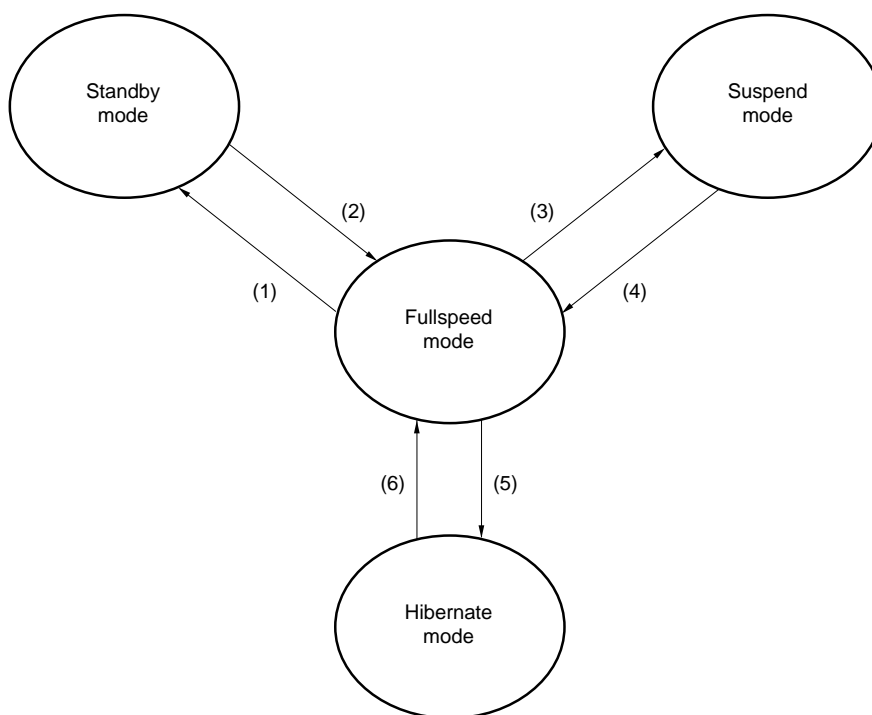 Standby
mode
Suspend
mode
(2)
(3)
(1)
(4)
Fullspeed
mode
(6)
(5)
Hibernate
mode